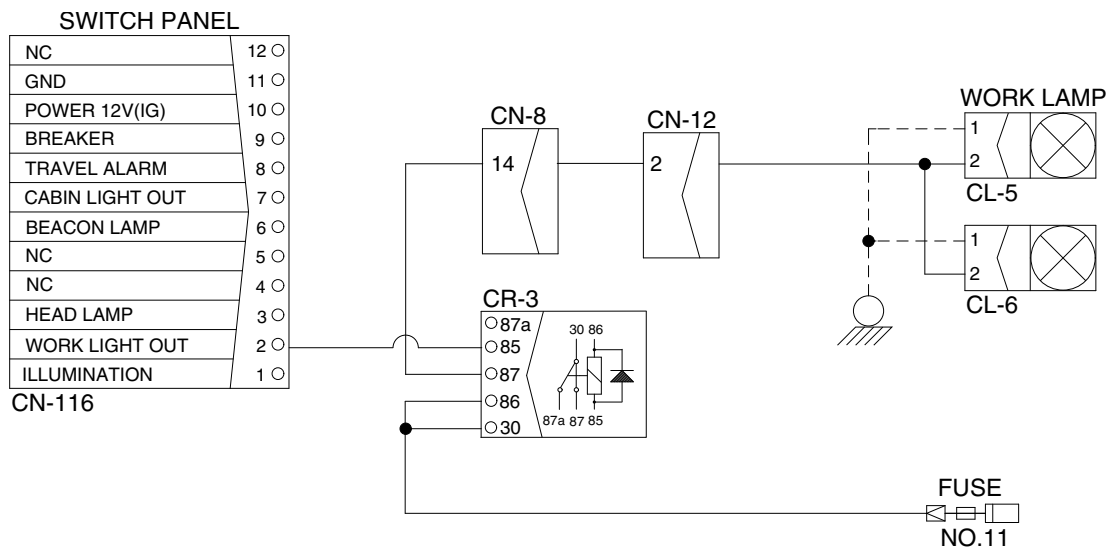 SWITCH PANEL
NC 12
GND 11
POWER 12V(IG) 10
BREAKER 9
TRAVEL ALARM 8
CABIN LIGHT OUT 7
BEACON LAMP 6
NC 5
NC 4
HEAD LAMP 3
WORK LIGHT OUT 2
ILLUMINATION 1
CN-116
CN-8
14
CN-12
2
WORK LAMP
1
2
CL-5
1
2
CL-6
CR-3
87a
85
87
86
30
30 86
87a 87 85
FUSE
NO.11